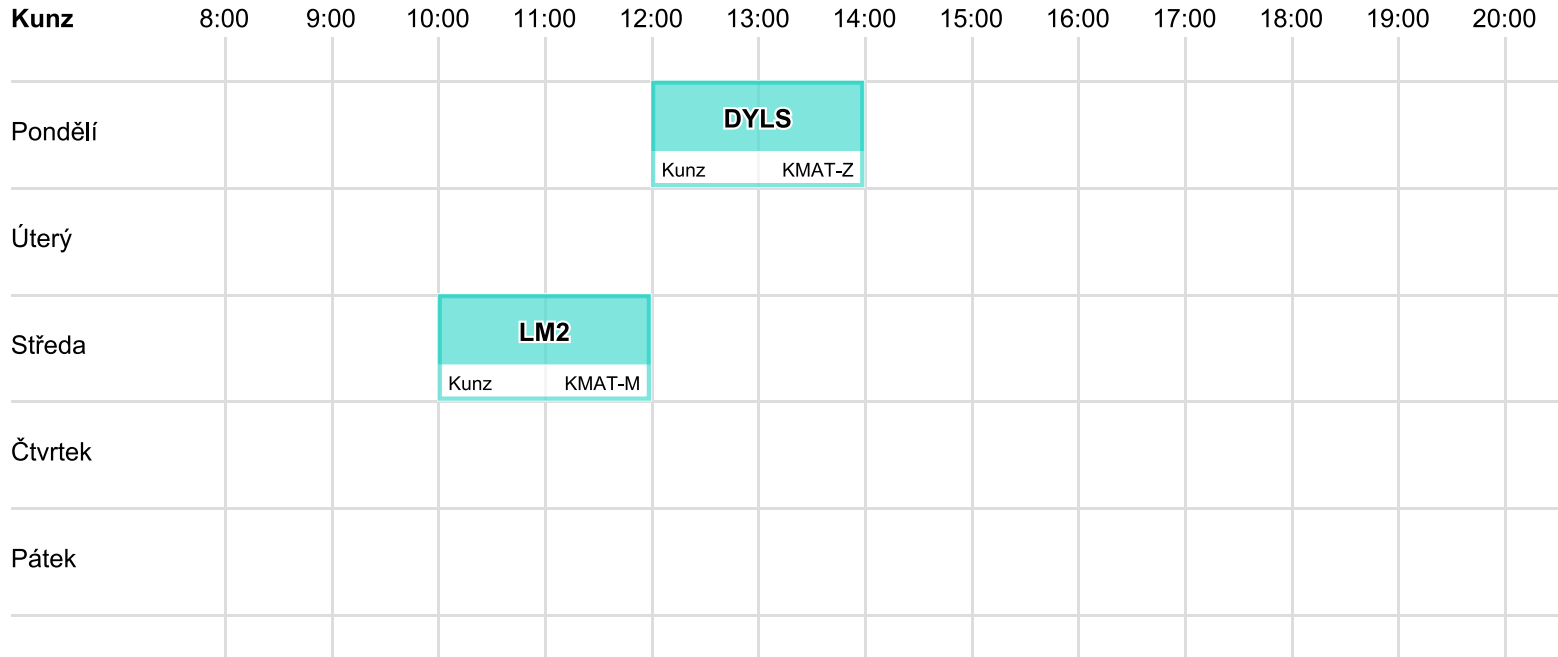 Kunz 8:00 9:00 10:00 11:00 12:00 13:00 14:00 15:00 16:00 17:00 18:00 19:00 20:00
Pondělí
DYLS
Kunz KMAT-Z
Úterý
Středa
LM2
Kunz KMAT-M
Čtvrtek
Pátek